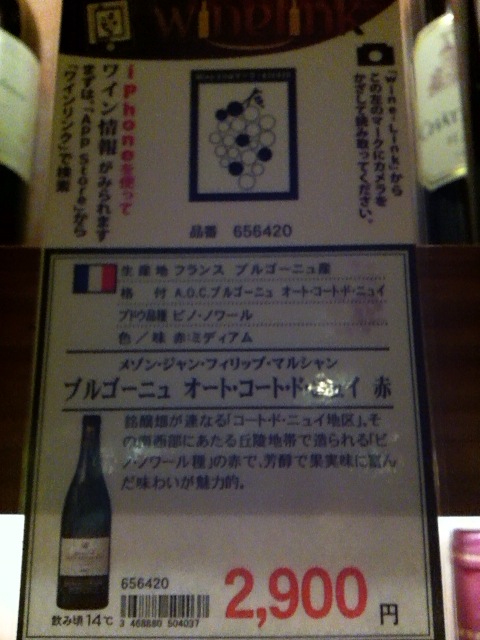 winelink
iPhoneを使って
ワイン情報がみられます
まずは、「APP Store」から
「ワインリンク」で検索
「wine-link」から
この左のマークにカメラを
かざして読み取ってください。
品番 656420
生産地 フランス ブルゴーニュ産
格 付 A.O.C.ブルゴーニュ オート・コート・ド・ニュイ
ブドウ品種 ピノ・ノワール
色／味 赤:ミディアム
メゾン・ジャン・フィリップ・マルシャン
ブルゴーニュ オート・コート・ド・ニュイ 赤
銘醸畑が連なる「コート・ド・ニュイ地区」、そ
の南西部にあたる丘陵地帯で造られる「ピ
ノ・ノワール種」の赤で、芳醇で果実味に富ん
だ味わいが魅力的。
656420
3 468880 504037
飲み頃14℃
2,900円